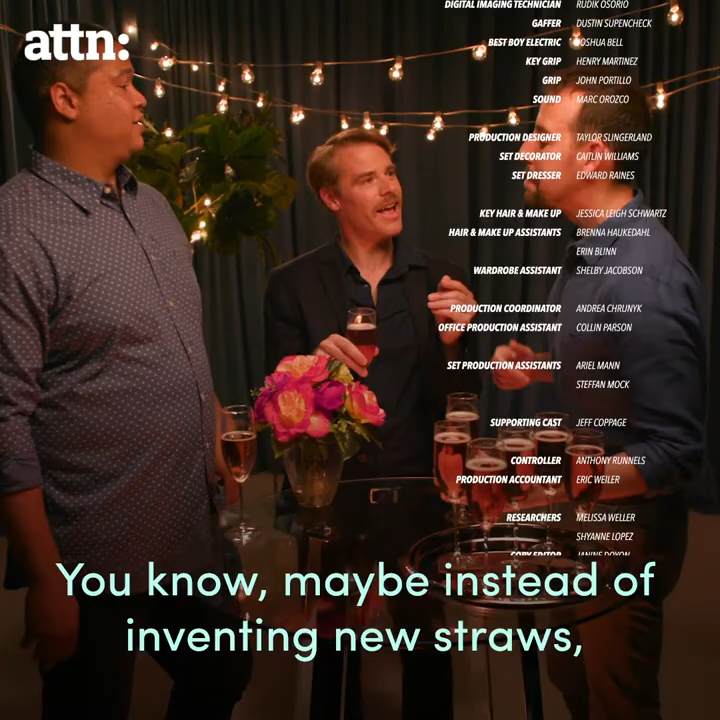 attn:
DIGITAL IMAGING TECHNICIAN RUDIK OSORIO
GAFFER DUSTIN SUPENCHECK
BEST BOY ELECTRIC JOSHUA BELL
KEY GRIP HENRY MARTINEZ
GRIP JOHN PORTILLO
SOUND MARC OROZCO
PRODUCTION DESIGNER TAYLOR SLINGERLAND
SET DECORATOR CAITLIN WILLIAMS
SET DRESSER EDWARD RAINES
KEY HAIR & MAKE UP JESSICA LEIGH SCHWARTZ
HAIR & MAKE UP ASSISTANTS BRENNA HAUKEDAHL
ERIN BLINN
WARDROBE ASSISTANT SHELBY JACOBSON
PRODUCTION COORDINATOR ANDREA CHRUNYK
OFFICE PRODUCTION ASSISTANT COLLIN PARSON
SET PRODUCTION ASSISTANTS ARIEL MANN
STEFFAN MOCK
SUPPORTING CAST JEFF COPPAGE
CONTROLLER ANTHONY RUNNELS
PRODUCTION ACCOUNTANT ERIC WEILER
RESEARCHERS MELISSA WELLER
SHYANNE LOPEZ
COPY EDITOR
You know, maybe instead of
inventing new straws,